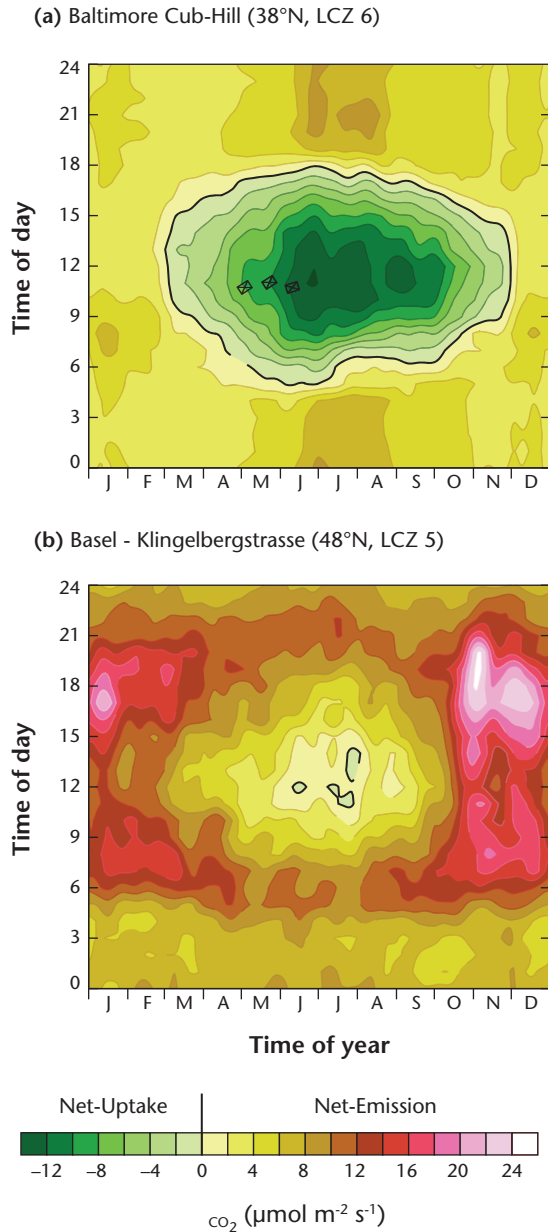 (a) Baltimore Cub-Hill (38°N, LCZ 6)
24
21
18
15
12
9
6
3
0
Time of day
J F M A M J J A S O N D
(b) Basel - Klingelbergstrasse (48°N, LCZ 5)
24
21
18
15
12
9
6
3
0
Time of day
J F M A M J J A S O N D
Time of year
Net-Uptake Net-Emission
−12 −8 −4 0 4 8 12 16 20 24
CO2 (μmol m-2 s-1)